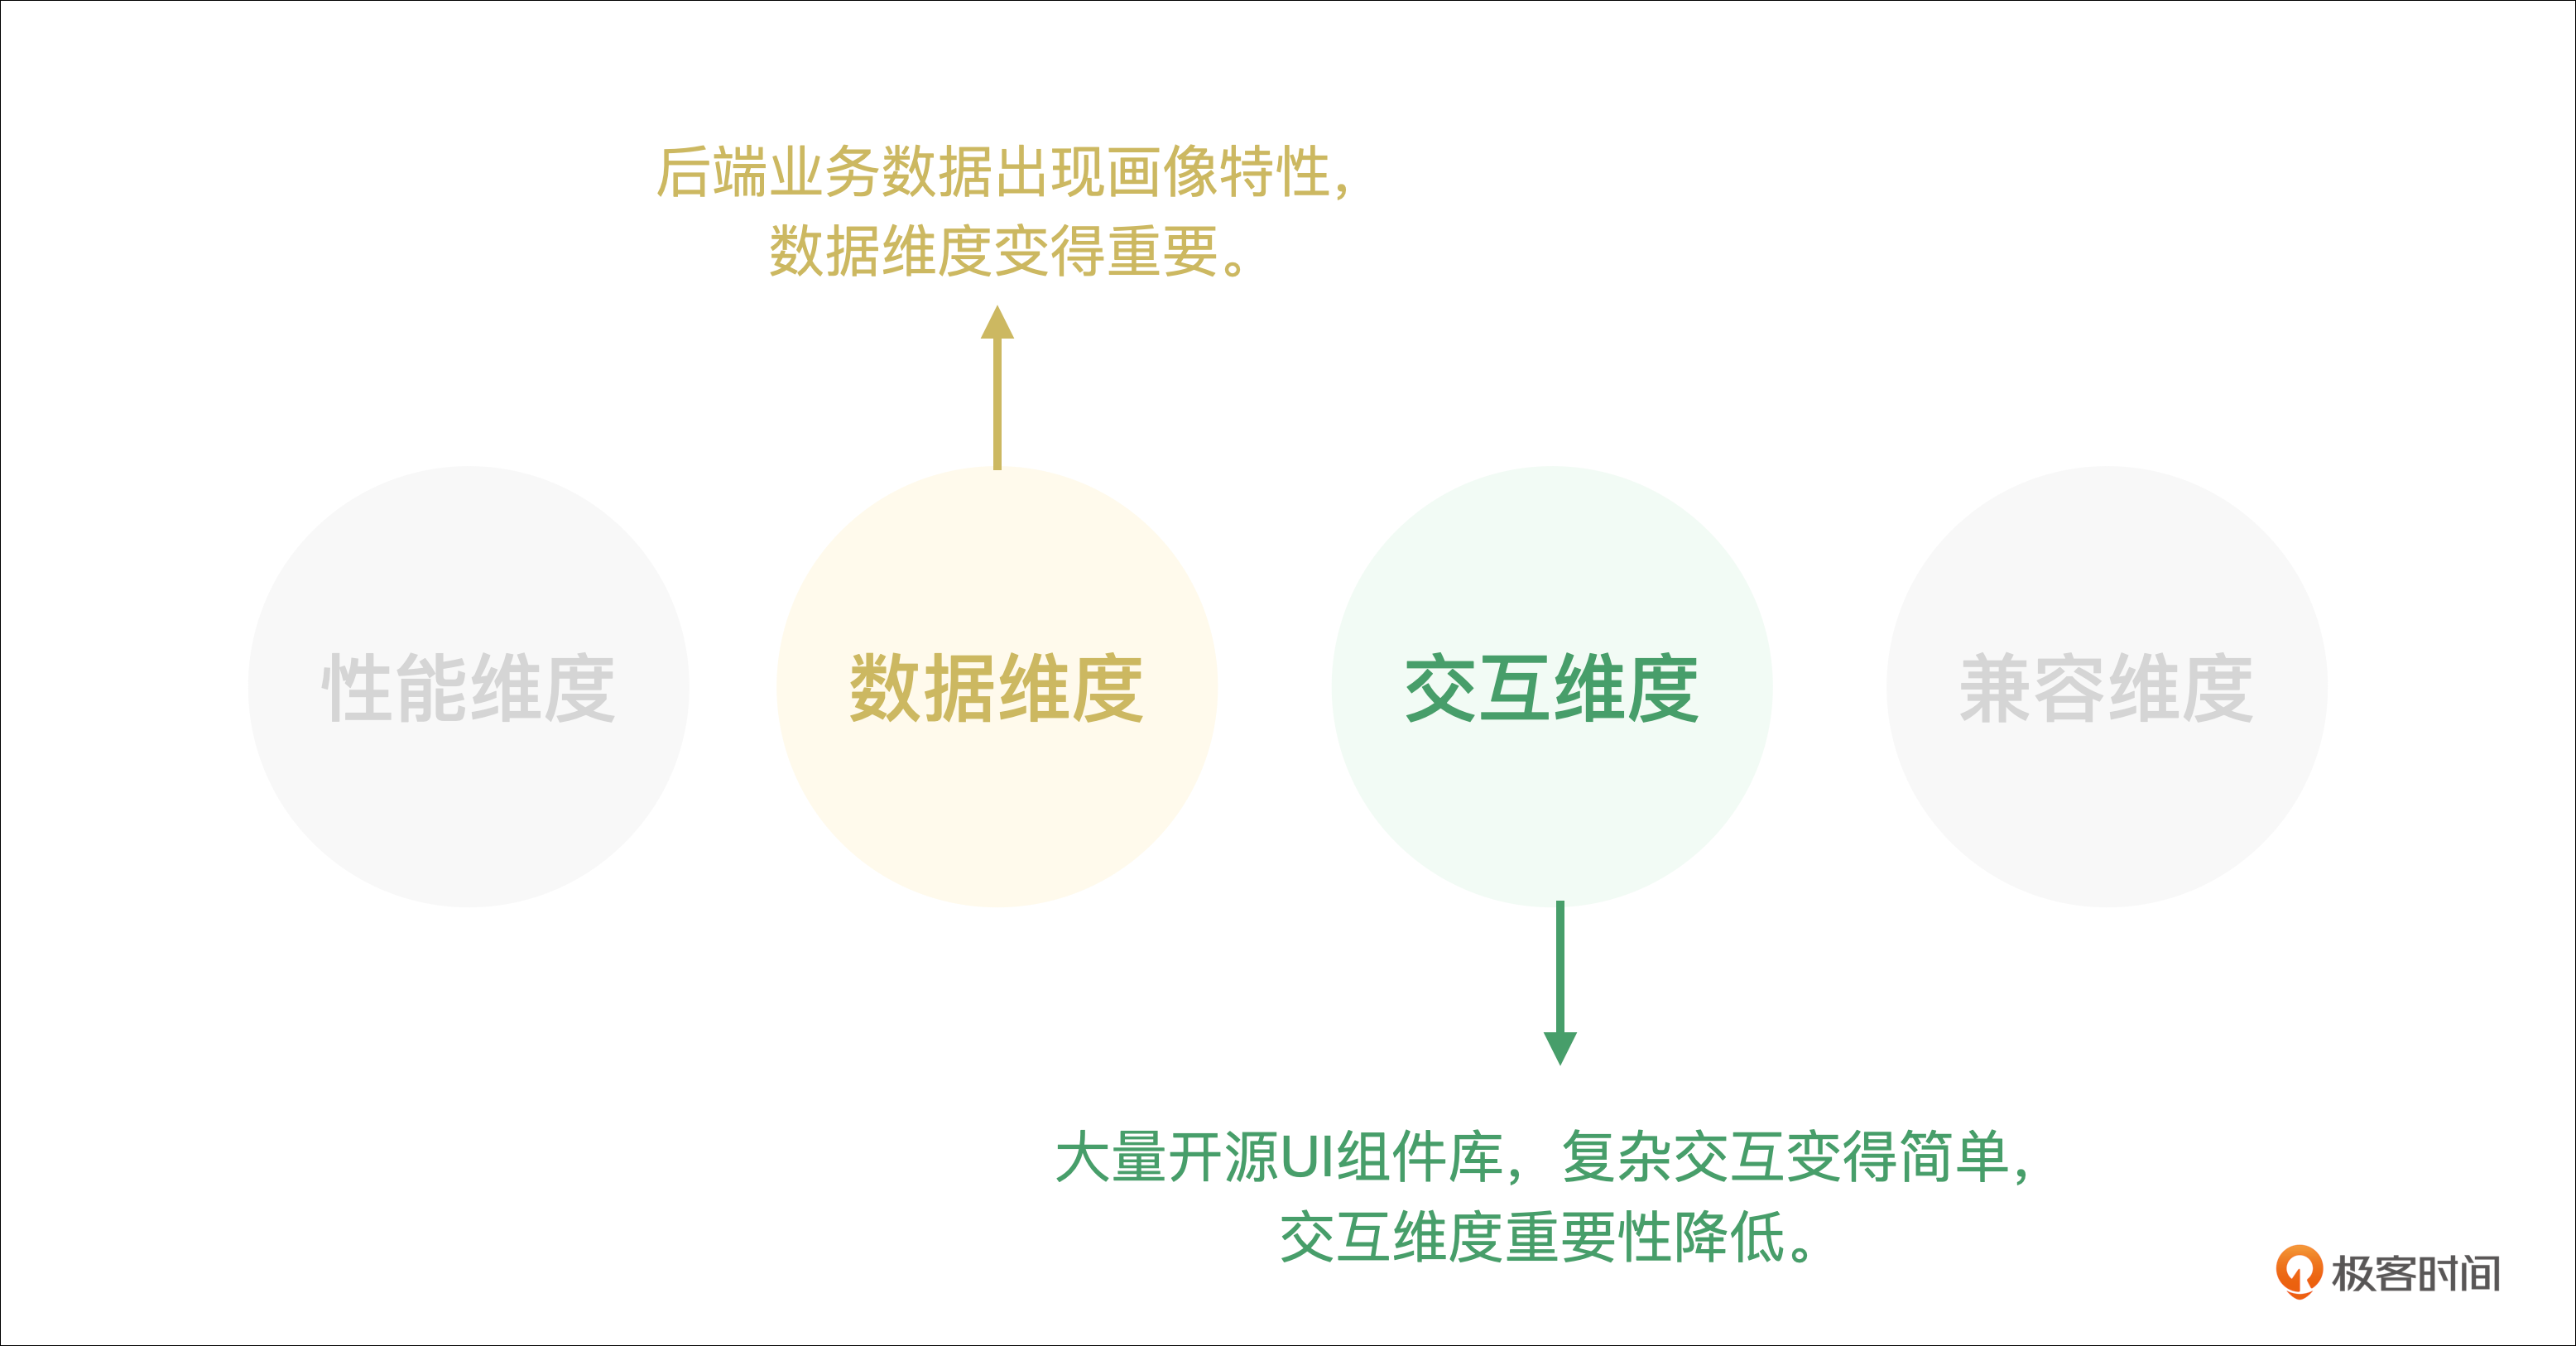 后端业务数据出现画像特性，
数据维度变得重要。
性能维度
数据维度
交互维度
兼容维度
大量开源UI组件库，复杂交互变得简单，
交互维度重要性降低。
极客时间